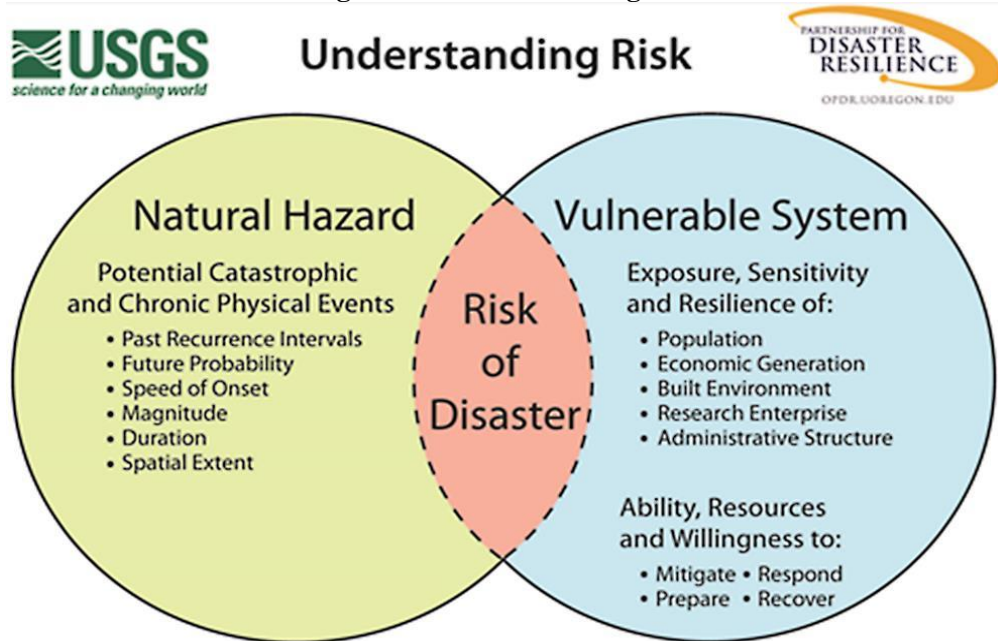 USGS
science for a changing world
Understanding Risk
PARTNERSHIP FOR
DISASTER
RESILIENCE
OPDR.UOREGON.EDU
Natural Hazard
Potential Catastrophic
and Chronic Physical Events
• Past Recurrence Intervals
• Future Probability
• Speed of Onset
• Magnitude
• Duration
• Spatial Extent
Risk
of
Disaster
Vulnerable System
Exposure, Sensitivity
and Resilience of:
• Population
• Economic Generation
• Built Environment
• Research Enterprise
• Administrative Structure
Ability, Resources
and Willingness to:
• Mitigate • Respond
• Prepare • Recover